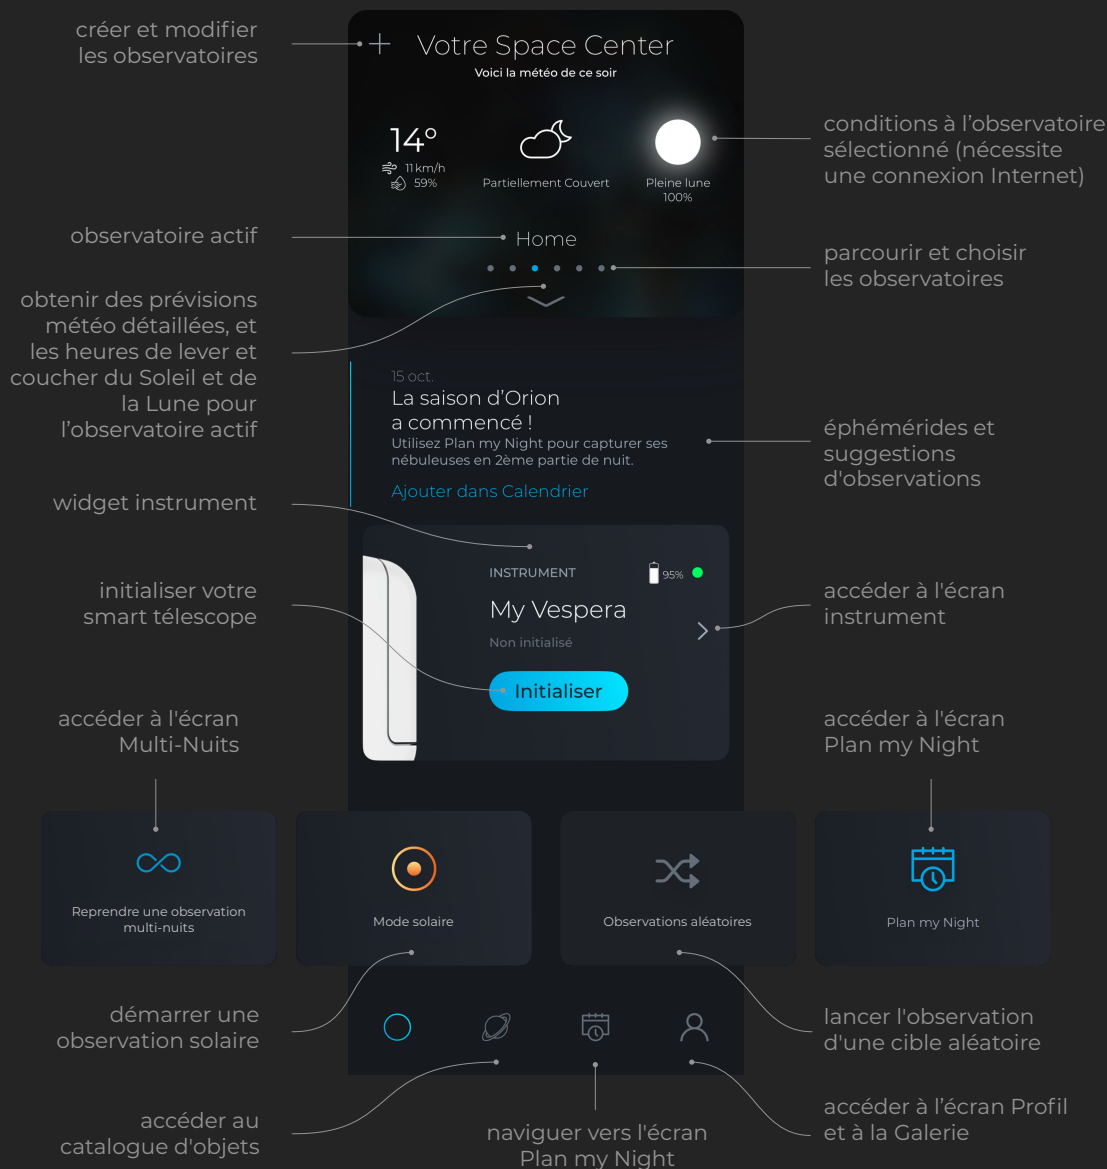 créer et modifier
les observatoires
Votre Space Center
Voici la météo de ce soir
14°
11 km/h
59%
Partiellement Couvert
Pleine lune
100%
conditions à l’observatoire
sélectionné (nécessite
une connexion Internet)
observatoire actif
Home
parcourir et choisir
les observatoires
obtenir des prévisions
météo détaillées, et
les heures de lever et
coucher du Soleil et de
la Lune pour
l’observatoire actif
15 oct.
La saison d’Orion
a commencé !
Utilisez Plan my Night pour capturer ses
nébuleuses en 2ème partie de nuit.
Ajouter dans Calendrier
éphémérides et
suggestions
d'observations
widget instrument
INSTRUMENT
95%
My Vespera
Non initialisé
Initialiser
initialiser votre
smart télescope
accéder à l'écran
instrument
accéder à l'écran
Multi-Nuits
accéder à l'écran
Plan my Night
Reprendre une observation
multi-nuits
Mode solaire
Observations aléatoires
Plan my Night
démarrer une
observation solaire
lancer l'observation
d'une cible aléatoire
accéder au
catalogue d'objets
naviguer vers l'écran
Plan my Night
accéder à l’écran Profil
et à la Galerie